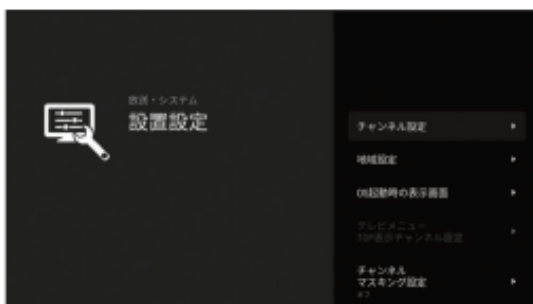 放送・システム
設置設定
チャンネル設定
地域設定
OS起動時の表示画面
テレビメニュー
TOP表示チャンネル設定
チャンネル
マスキング設定
オフ